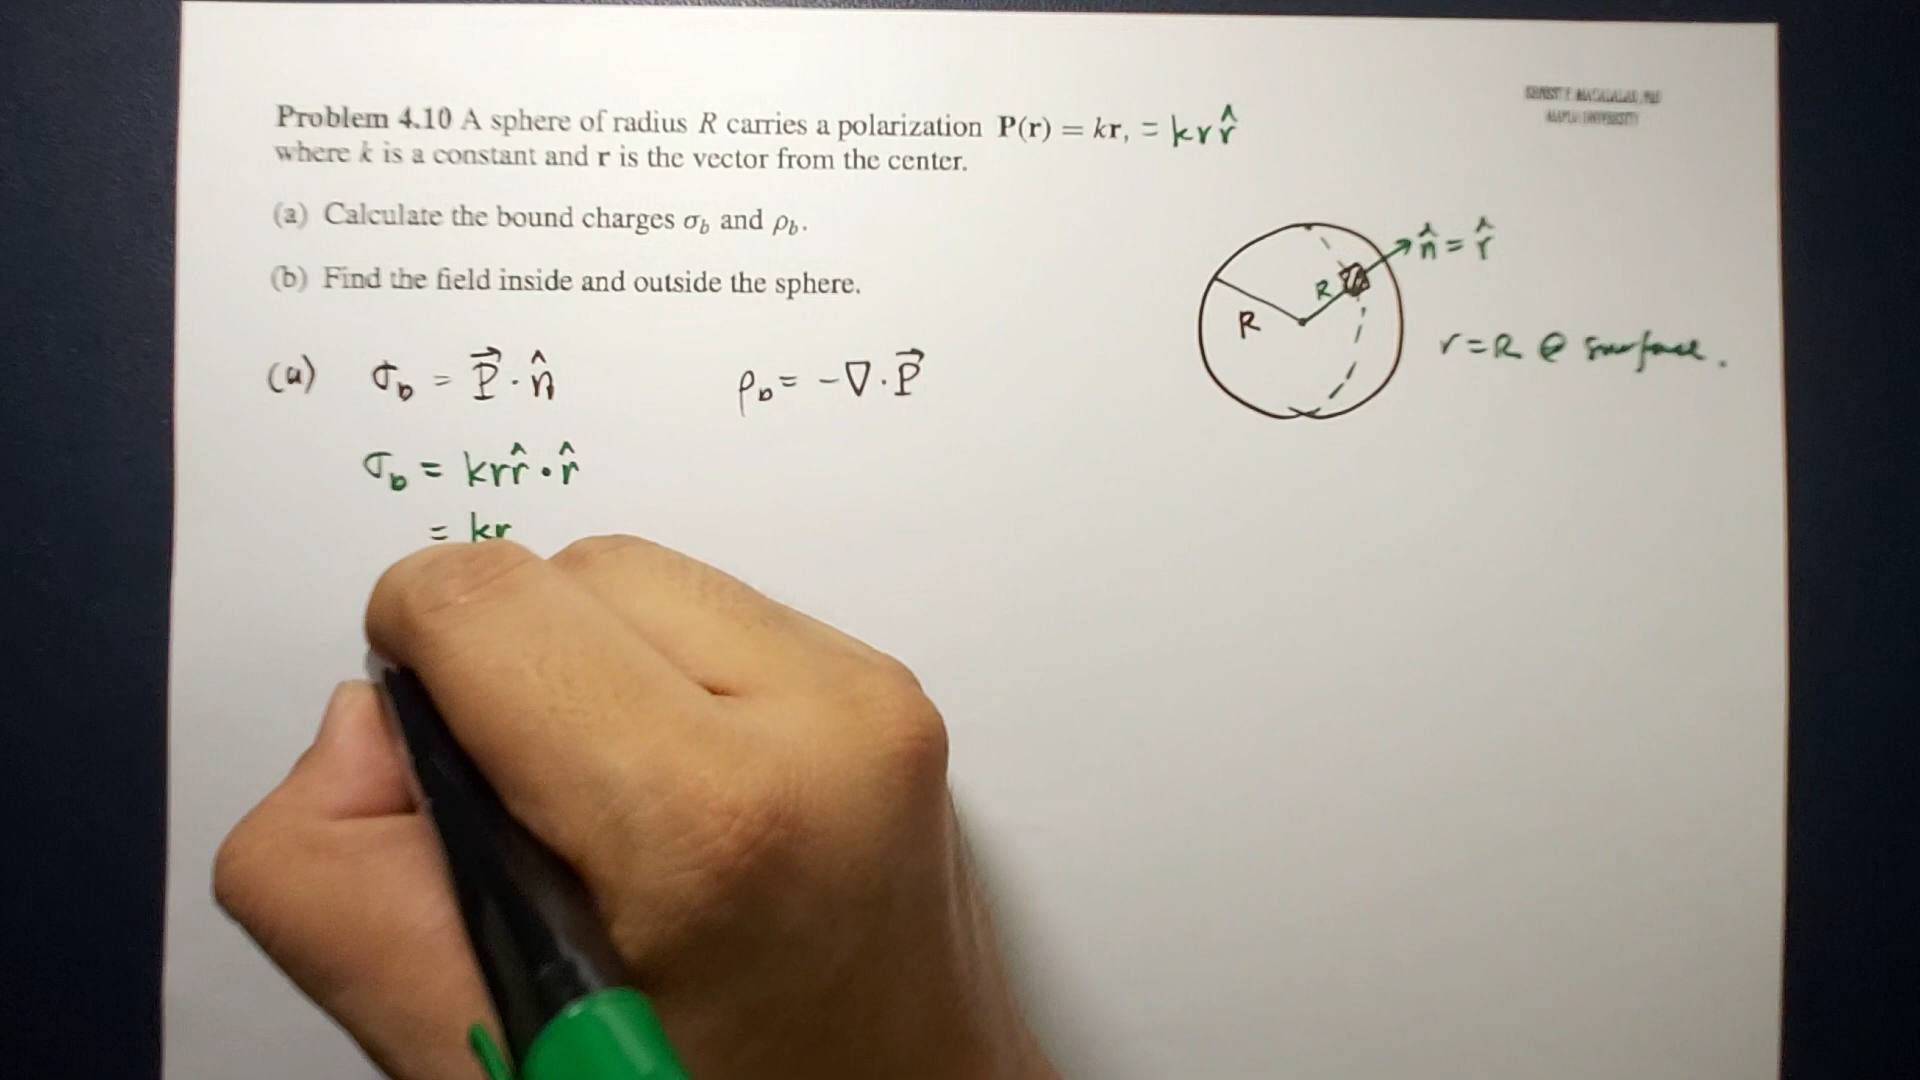 Problem 4.10 A sphere of radius R carries a polarization P(r) = kr, = kr r̂
where k is a constant and r is the vector from the center.
(a) Calculate the bound charges σb and ρb.
(b) Find the field inside and outside the sphere.
n̂ = r̂
R
R
r = R @ surface.
(a) σb = P⃗ · n̂ ρb = -∇ · P⃗
σb = kr r̂ · r̂
= kr